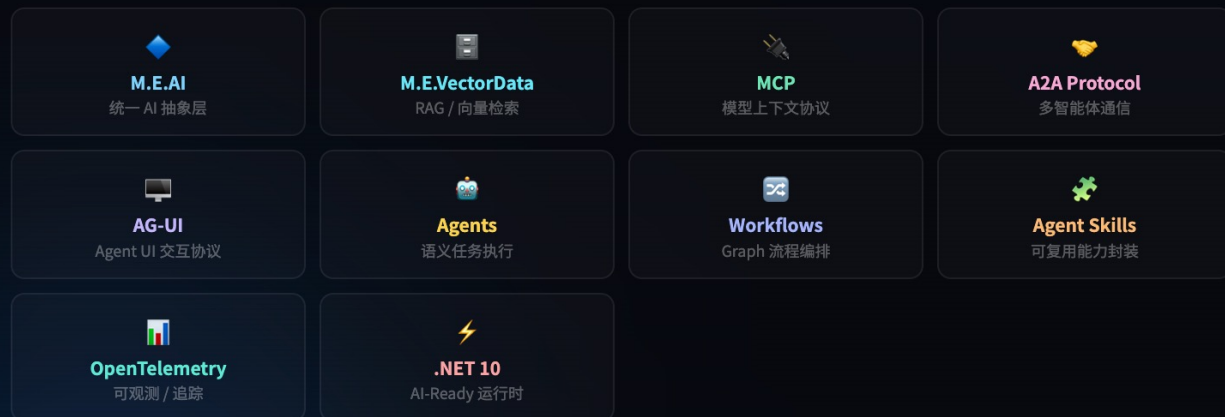 M.E.AI
统一 AI 抽象层
M.E.VectorData
RAG / 向量检索
MCP
模型上下文协议
A2A Protocol
多智能体通信
AG-UI
Agent UI 交互协议
Agents
语义任务执行
Workflows
Graph 流程编排
Agent Skills
可复用能力封装
OpenTelemetry
可观测 / 追踪
.NET 10
AI-Ready 运行时